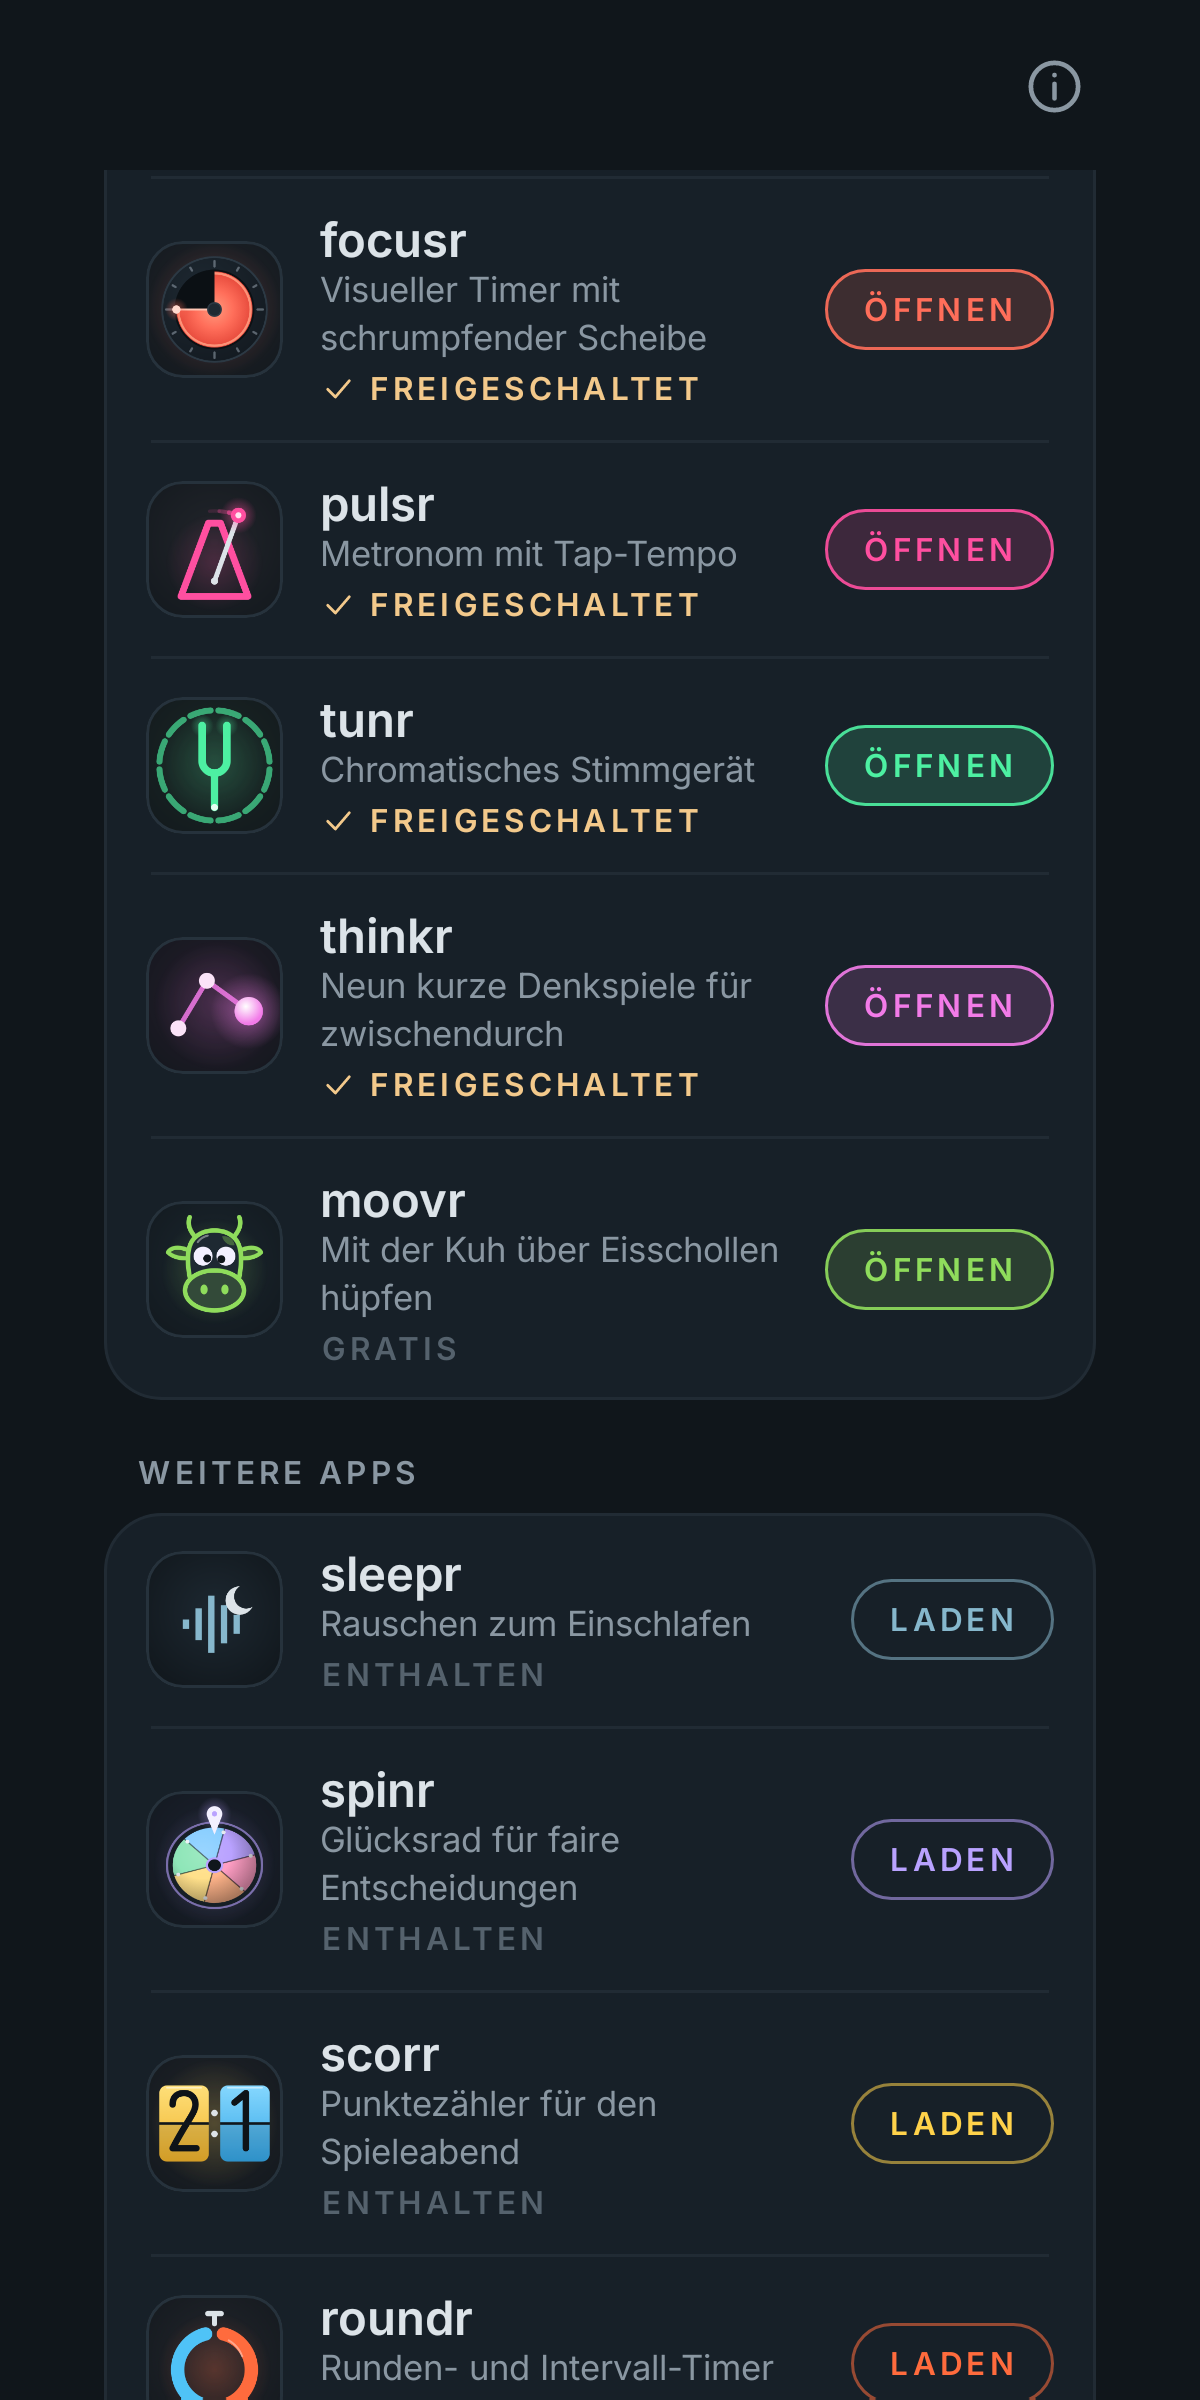 focusr
Visueller Timer mit
schrumpfender Scheibe
✓ FREIGESCHALTET
ÖFFNEN
pulsr
Metronom mit Tap-Tempo
✓ FREIGESCHALTET
ÖFFNEN
tunr
Chromatisches Stimmgerät
✓ FREIGESCHALTET
ÖFFNEN
thinkr
Neun kurze Denkspiele für
zwischendurch
✓ FREIGESCHALTET
ÖFFNEN
moovr
Mit der Kuh über Eisschollen
hüpfen
GRATIS
ÖFFNEN
WEITERE APPS
sleepr
Rauschen zum Einschlafen
ENTHALTEN
LADEN
spinr
Glücksrad für faire
Entscheidungen
ENTHALTEN
LADEN
2:1
scorr
Punktezähler für den
Spieleabend
ENTHALTEN
LADEN
roundr
Runden- und Intervall-Timer
LADEN